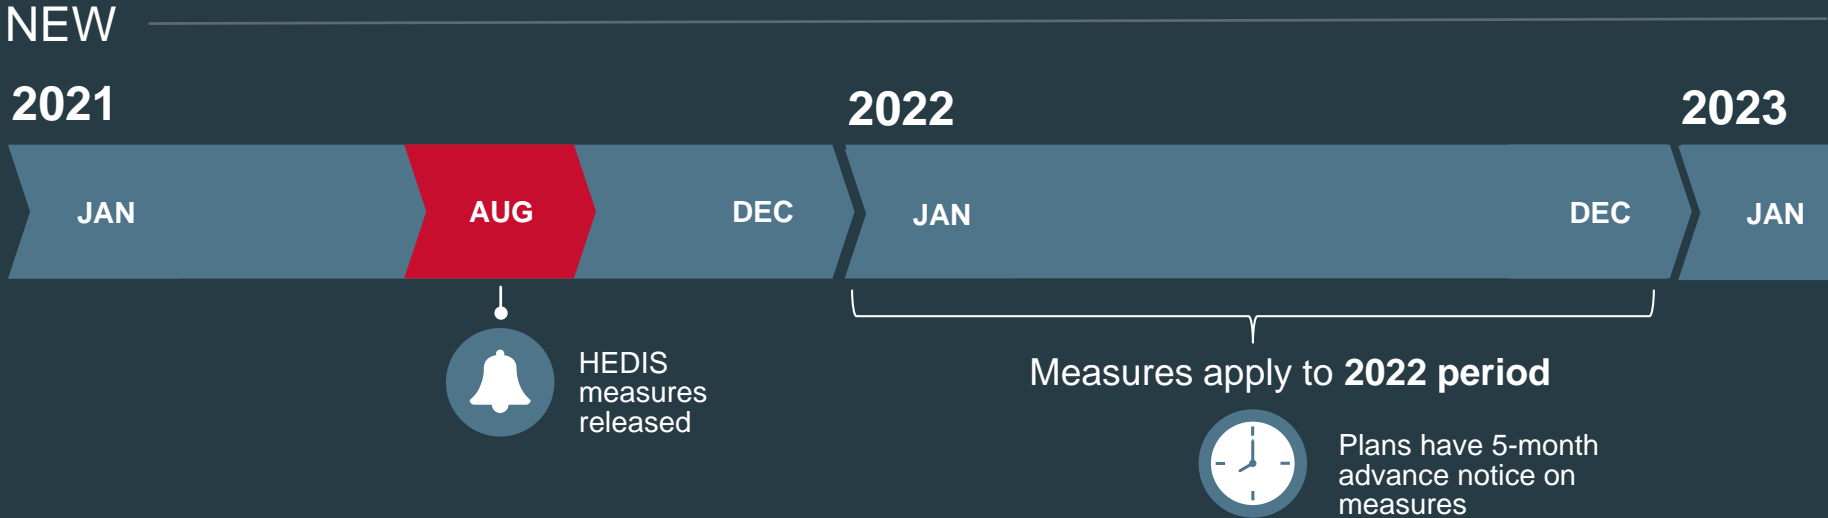 NEW
2021
2022
2023
JAN
AUG
DEC
JAN
DEC
JAN
HEDIS
measures
released
Measures apply to 2022 period
Plans have 5-month
advance notice on
measures